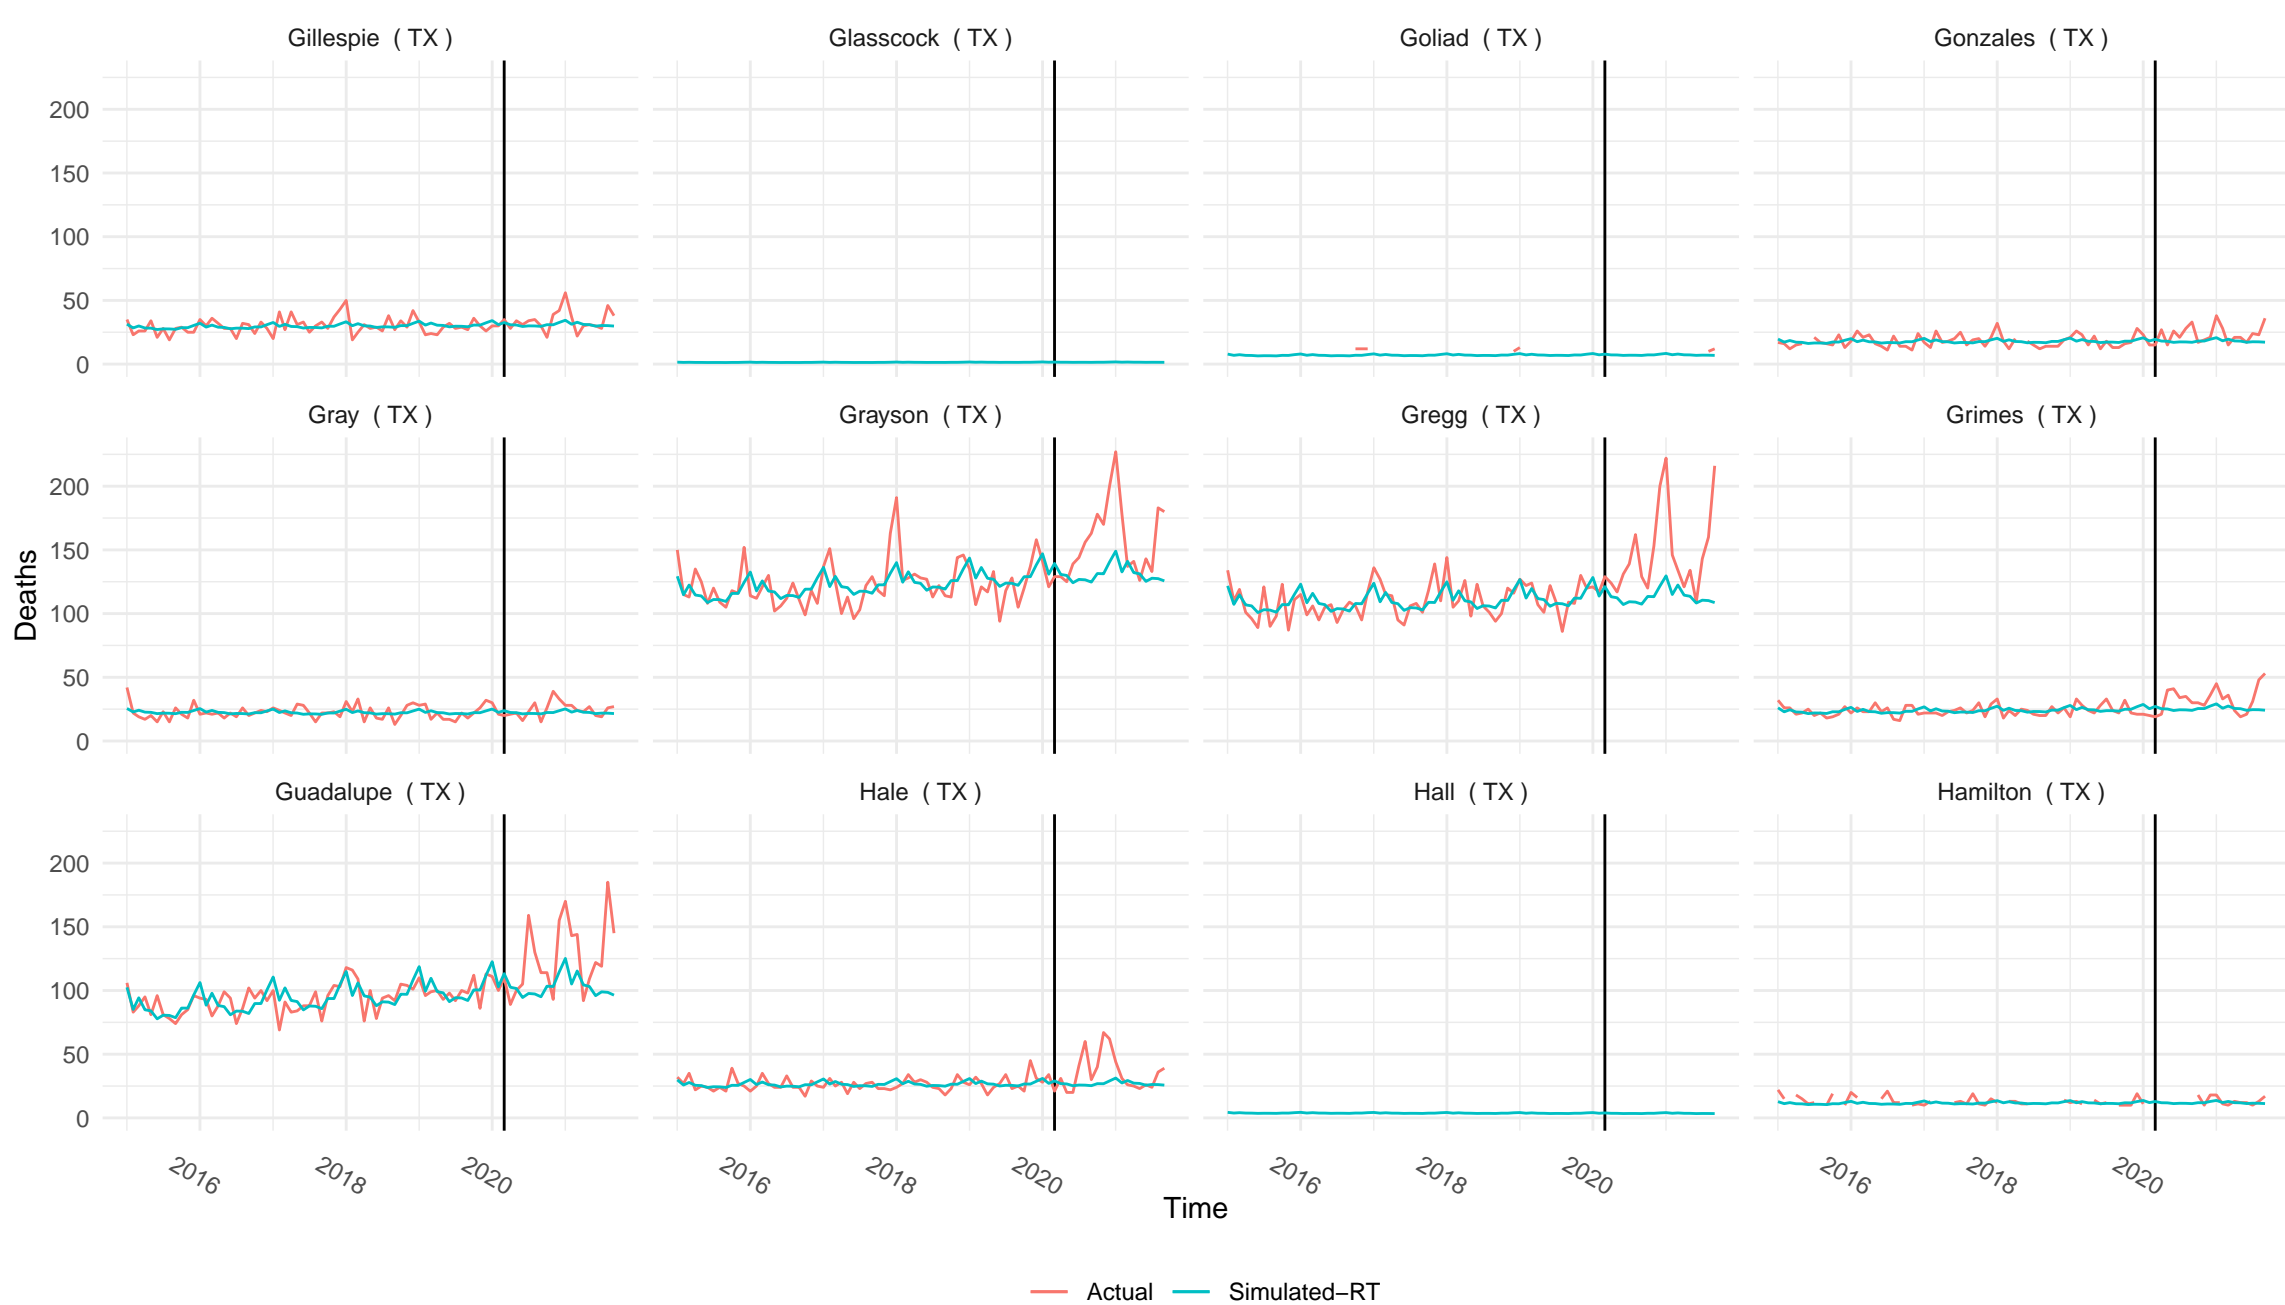 Gillespie ( TX )
Glasscock ( TX )
Goliad ( TX )
Gonzales ( TX )
200
150
100
50
0
Gray ( TX )
Grayson ( TX )
Gregg ( TX )
Grimes ( TX )
200
150
100
50
0
Guadalupe ( TX )
Hale ( TX )
Hall ( TX )
Hamilton ( TX )
200
150
100
50
0
Deaths
2016 2018 2020
2016 2018 2020
2016 2018 2020
2016 2018 2020
Time
Actual Simulated−RT